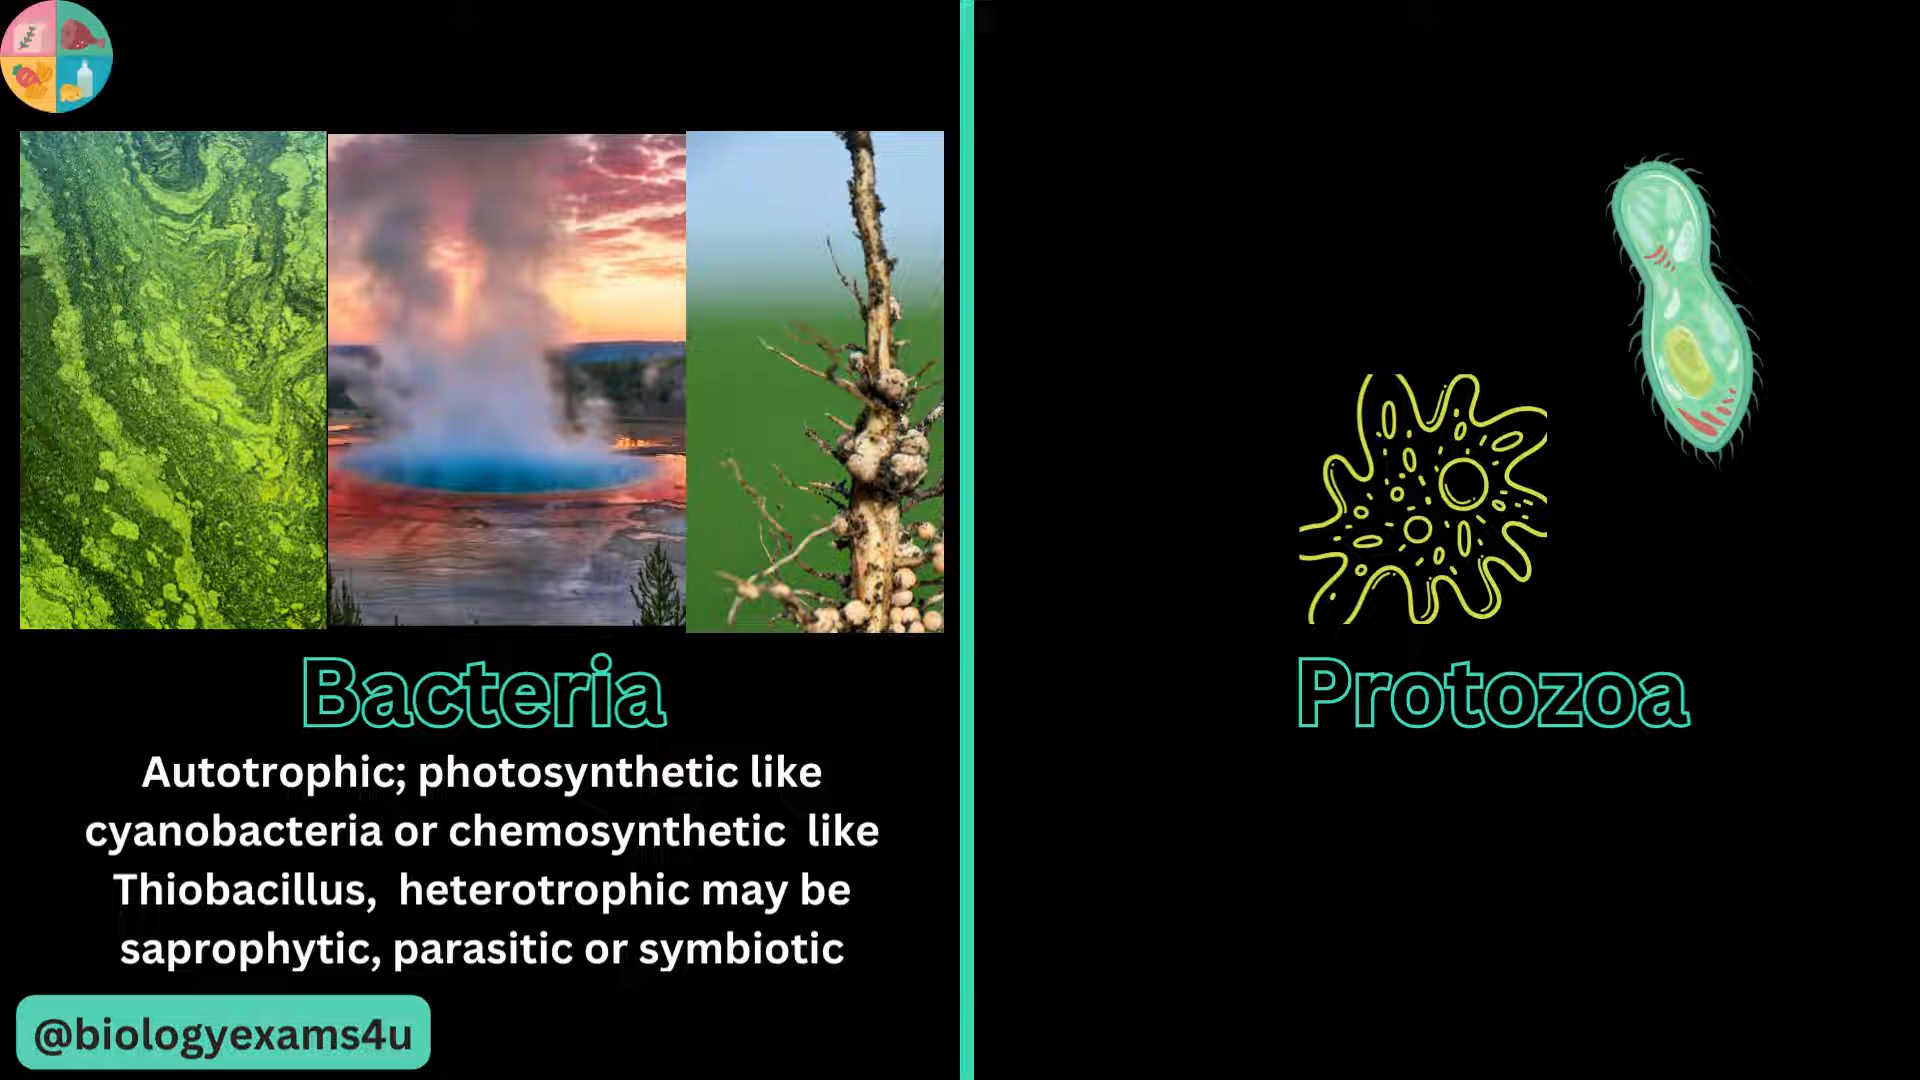 Bacteria
Autotrophic; photosynthetic like
cyanobacteria or chemosynthetic like
Thiobacillus, heterotrophic may be
saprophytic, parasitic or symbiotic
@biologyexams4u
Protozoa